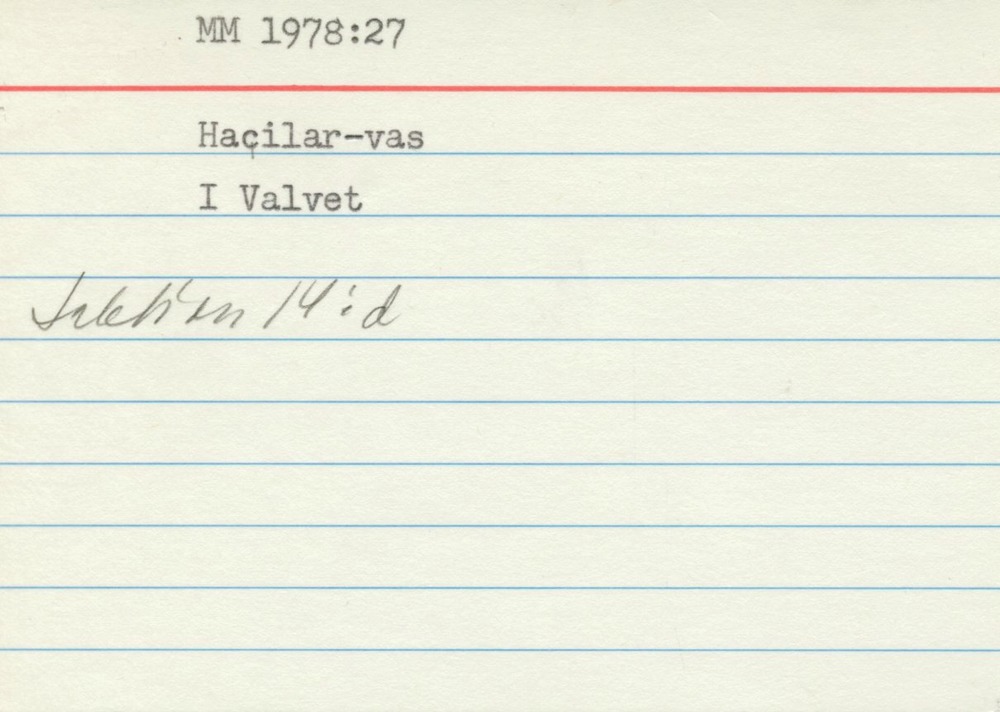 MM 1978:27
Haçilar-vas
I Valvet
Sektion 14:d